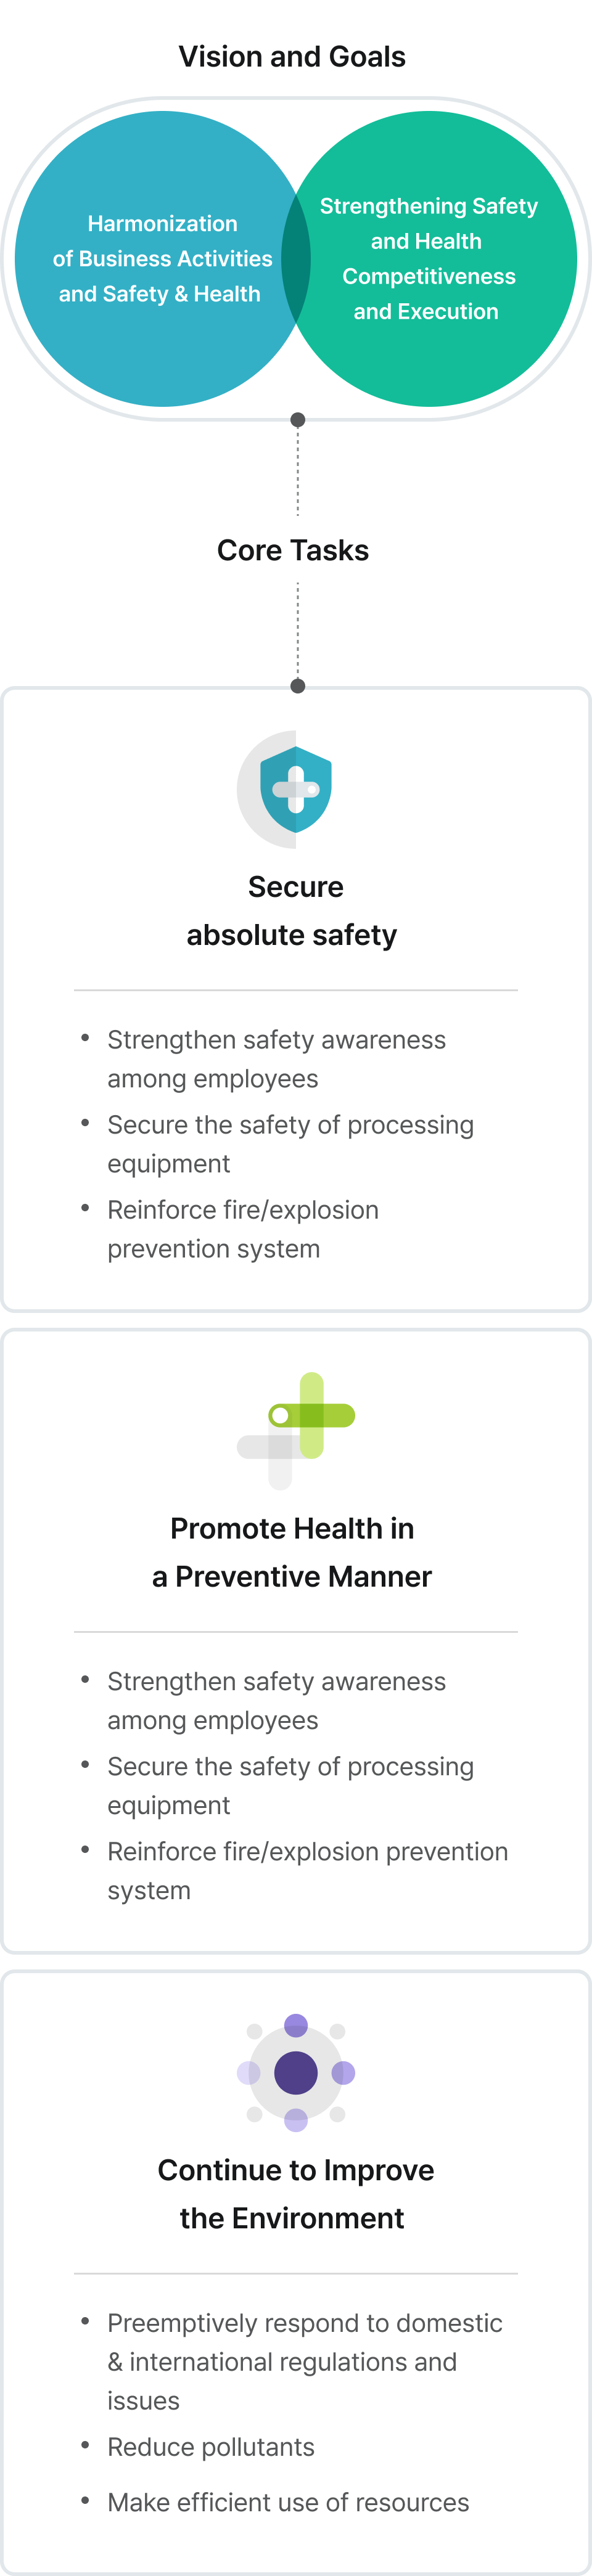 Vision and Goals
Harmonization
of Business Activities
and Safety & Health
Strengthening Safety
and Health
Competitiveness
and Execution
Core Tasks
Secure
absolute safety
• Strengthen safety awareness
among employees
• Secure the safety of processing
equipment
• Reinforce fire/explosion
prevention system
Promote Health in
a Preventive Manner
• Strengthen safety awareness
among employees
• Secure the safety of processing
equipment
• Reinforce fire/explosion prevention
system
Continue to Improve
the Environment
• Preemptively respond to domestic
& international regulations and
issues
• Reduce pollutants
• Make efficient use of resources